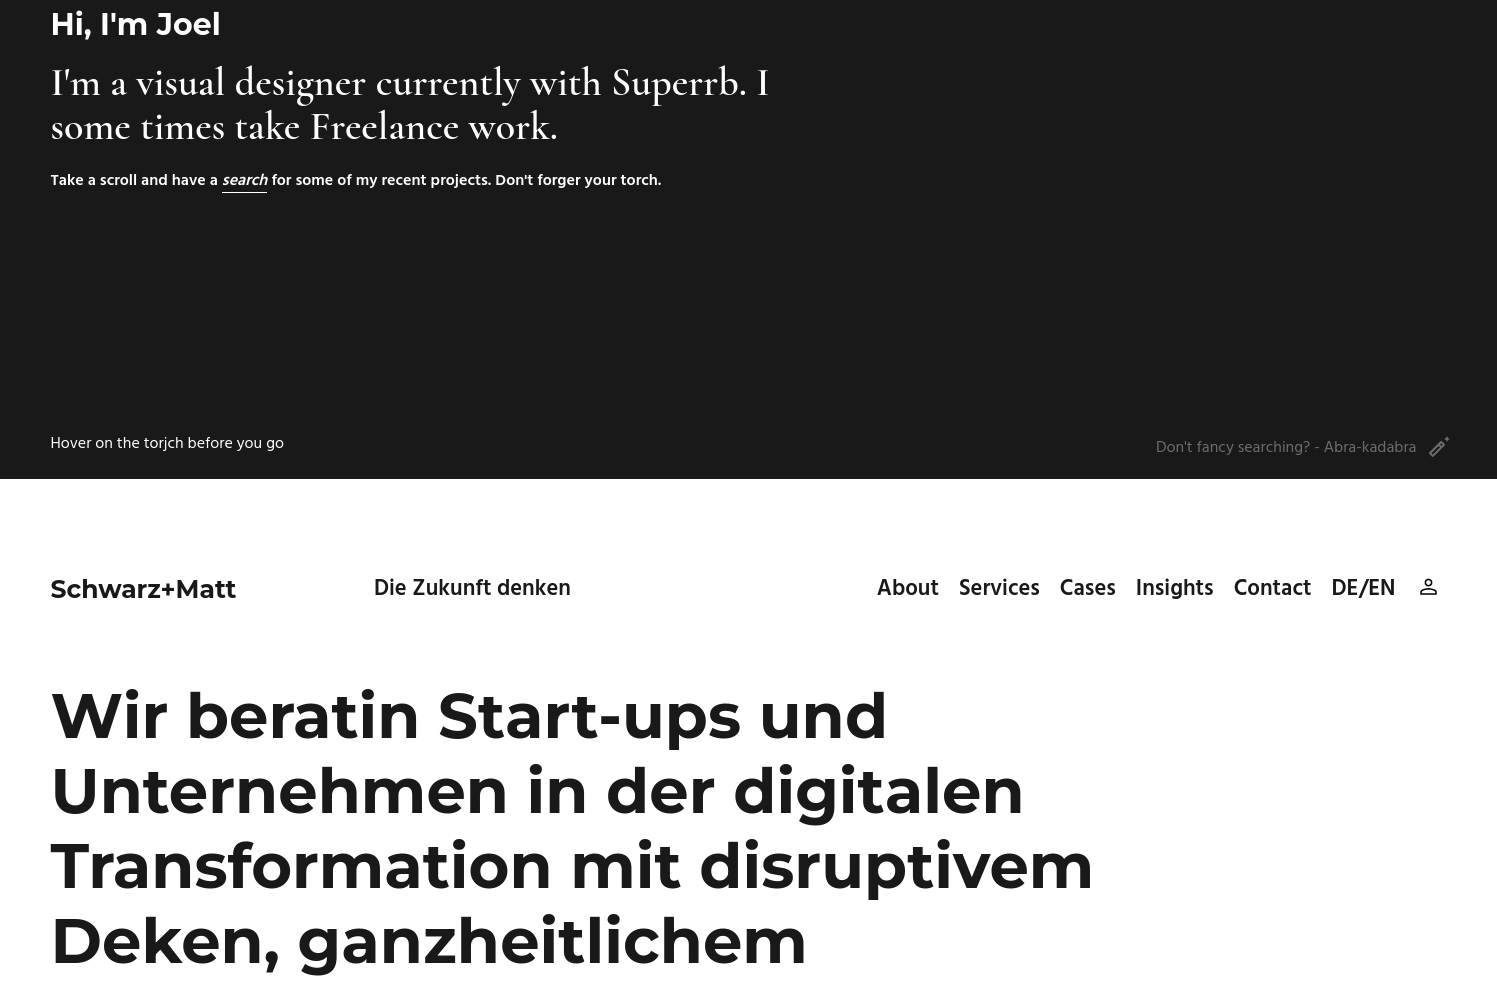 Hi, I'm Joel
I'm a visual designer currently with Superrb. I
some times take Freelance work.
Take a scroll and have a search for some of my recent projects. Don't forger your torch.
Hover on the torjch before you go
Don't fancy searching? - Abra-kadabra
Schwarz+Matt
Die Zukunft denken
About Services Cases Insights Contact DE/EN
Wir beratin Start-ups und
Unternehmen in der digitalen
Transformation mit disruptivem
Deken, ganzheitlichem